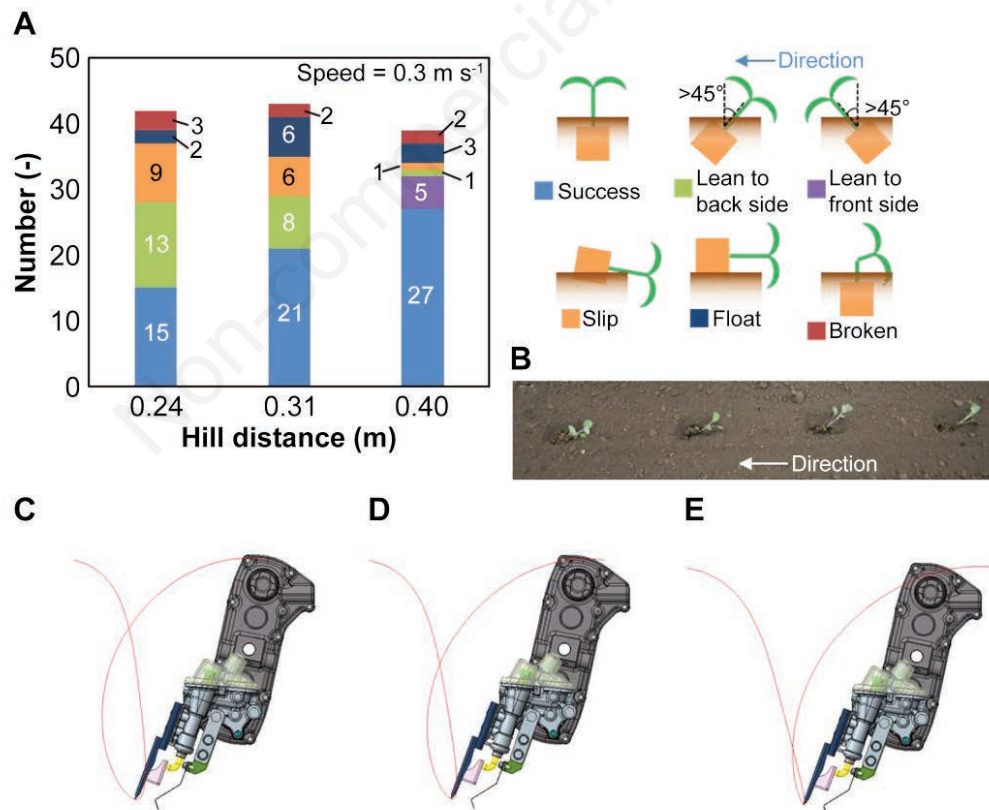 A
50
40
30
20
10
0
Number (-)
Speed = 0.3 m s⁻¹
3
2
9
13
15
2
6
6
8
21
2
3
1
1
5
27
0.24 0.31 0.40
Hill distance (m)
Direction
>45°
>45°
Success
Lean to
back side
Lean to
front side
Slip
Float
Broken
B
Direction
C
D
E
Non-commercial